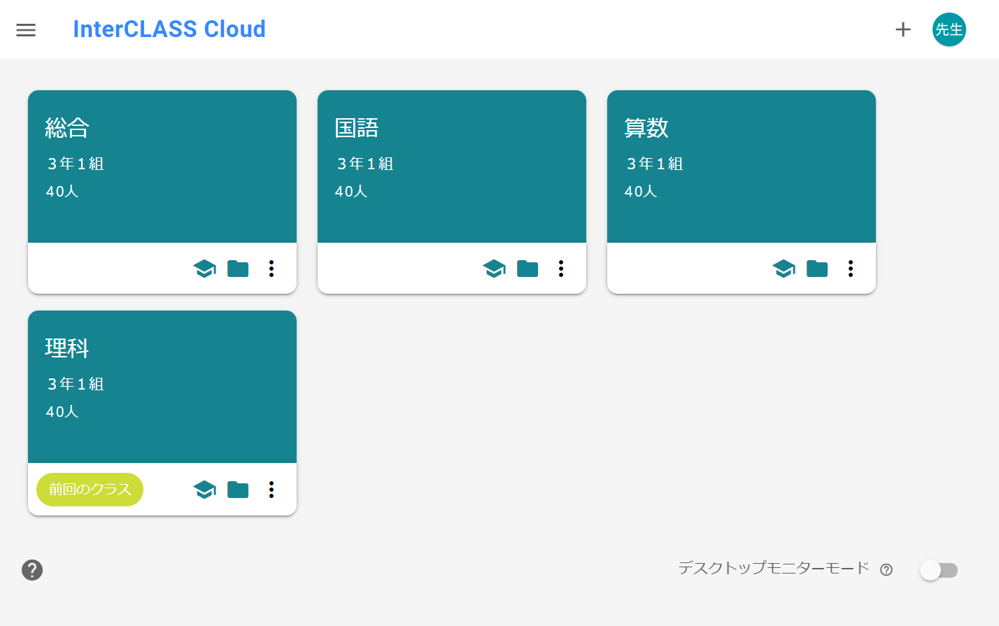 InterCLASS Cloud
先生
総合
３年１組
40人
国語
３年１組
40人
算数
３年１組
40人
理科
３年１組
40人
前回のクラス
デスクトップモニターモード